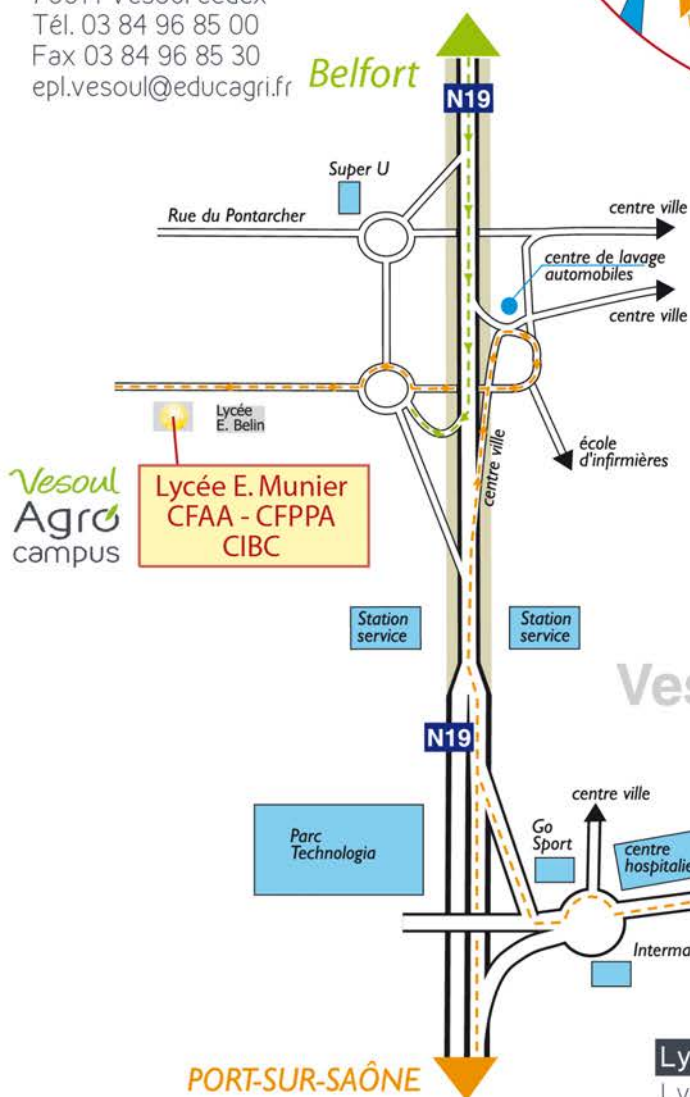 Tél. 03 84 96 85 00
Fax 03 84 96 85 30
epl.vesoul@educagri.fr
Belfort
N19
Super U
Rue du Pontarcher
centre ville
centre de lavage
automobiles
centre ville
Lycée
E. Belin
centre ville
école
d'infirmières
Vesoul
Agro
campus
Lycée E. Munier
CFAA - CFPPA
CIBC
Station
service
Station
service
N19
centre ville
Go
Sport
Parc
Technologia
centre
PORT-SUR-SAÔNE